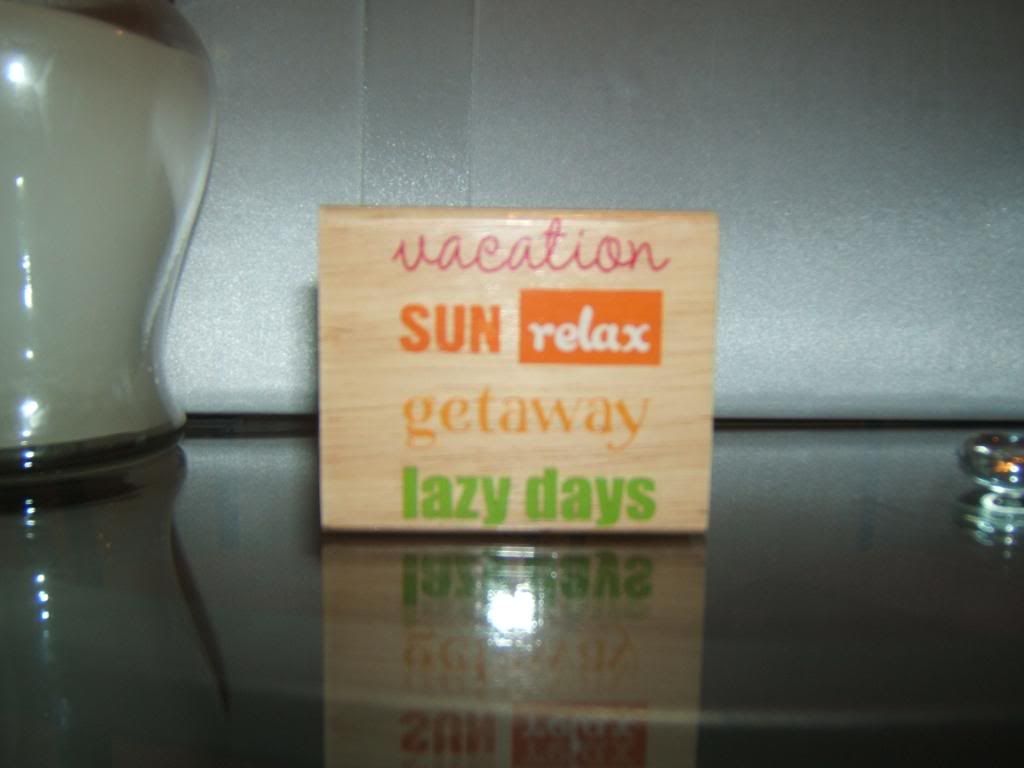 vacation
SUN relax
getaway
lazy days